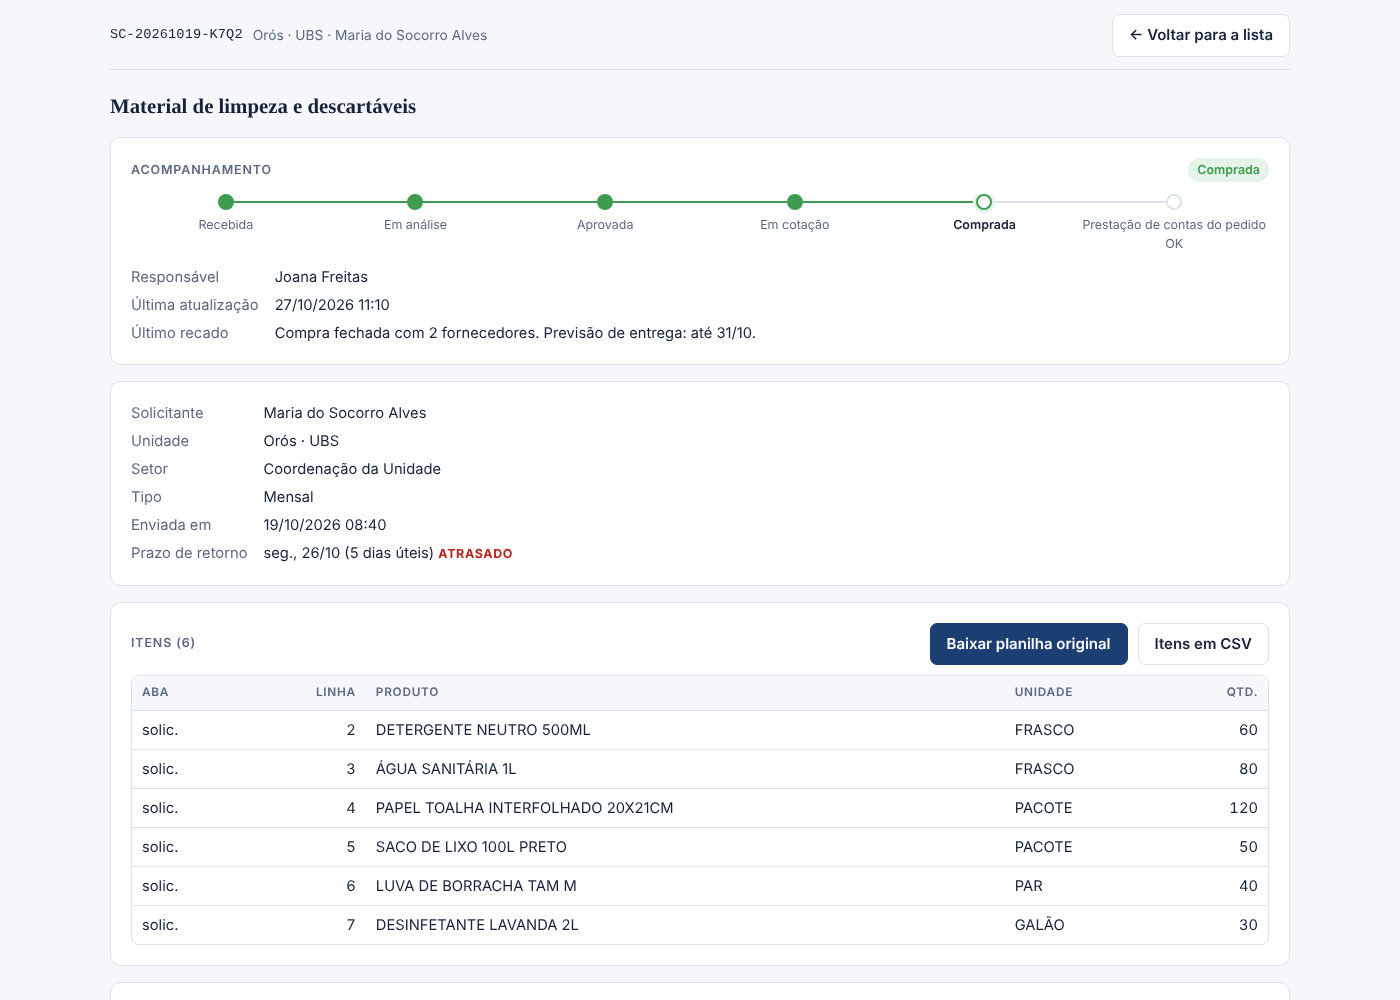 SC-20261019-K7Q2 Orós · UBS · Maria do Socorro Alves
← Voltar para a lista
Material de limpeza e descartáveis
ACOMPANHAMENTO
Comprada
Recebida
Em análise
Aprovada
Em cotação
Comprada
Prestação de contas do pedido
OK
Responsável Joana Freitas
Última atualização 27/10/2026 11:10
Último recado Compra fechada com 2 fornecedores. Previsão de entrega: até 31/10.
Solicitante Maria do Socorro Alves
Unidade Orós · UBS
Setor Coordenação da Unidade
Tipo Mensal
Enviada em 19/10/2026 08:40
Prazo de retorno seg., 26/10 (5 dias úteis) ATRASADO
ITENS (6)
Baixar planilha original
Itens em CSV
ABA LINHA PRODUTO UNIDADE QTD.
solic. 2 DETERGENTE NEUTRO 500ML FRASCO 60
solic. 3 ÁGUA SANITÁRIA 1L FRASCO 80
solic. 4 PAPEL TOALHA INTERFOLHADO 20X21CM PACOTE 120
solic. 5 SACO DE LIXO 100L PRETO PACOTE 50
solic. 6 LUVA DE BORRACHA TAM M PAR 40
solic. 7 DESINFETANTE LAVANDA 2L GALÃO 30